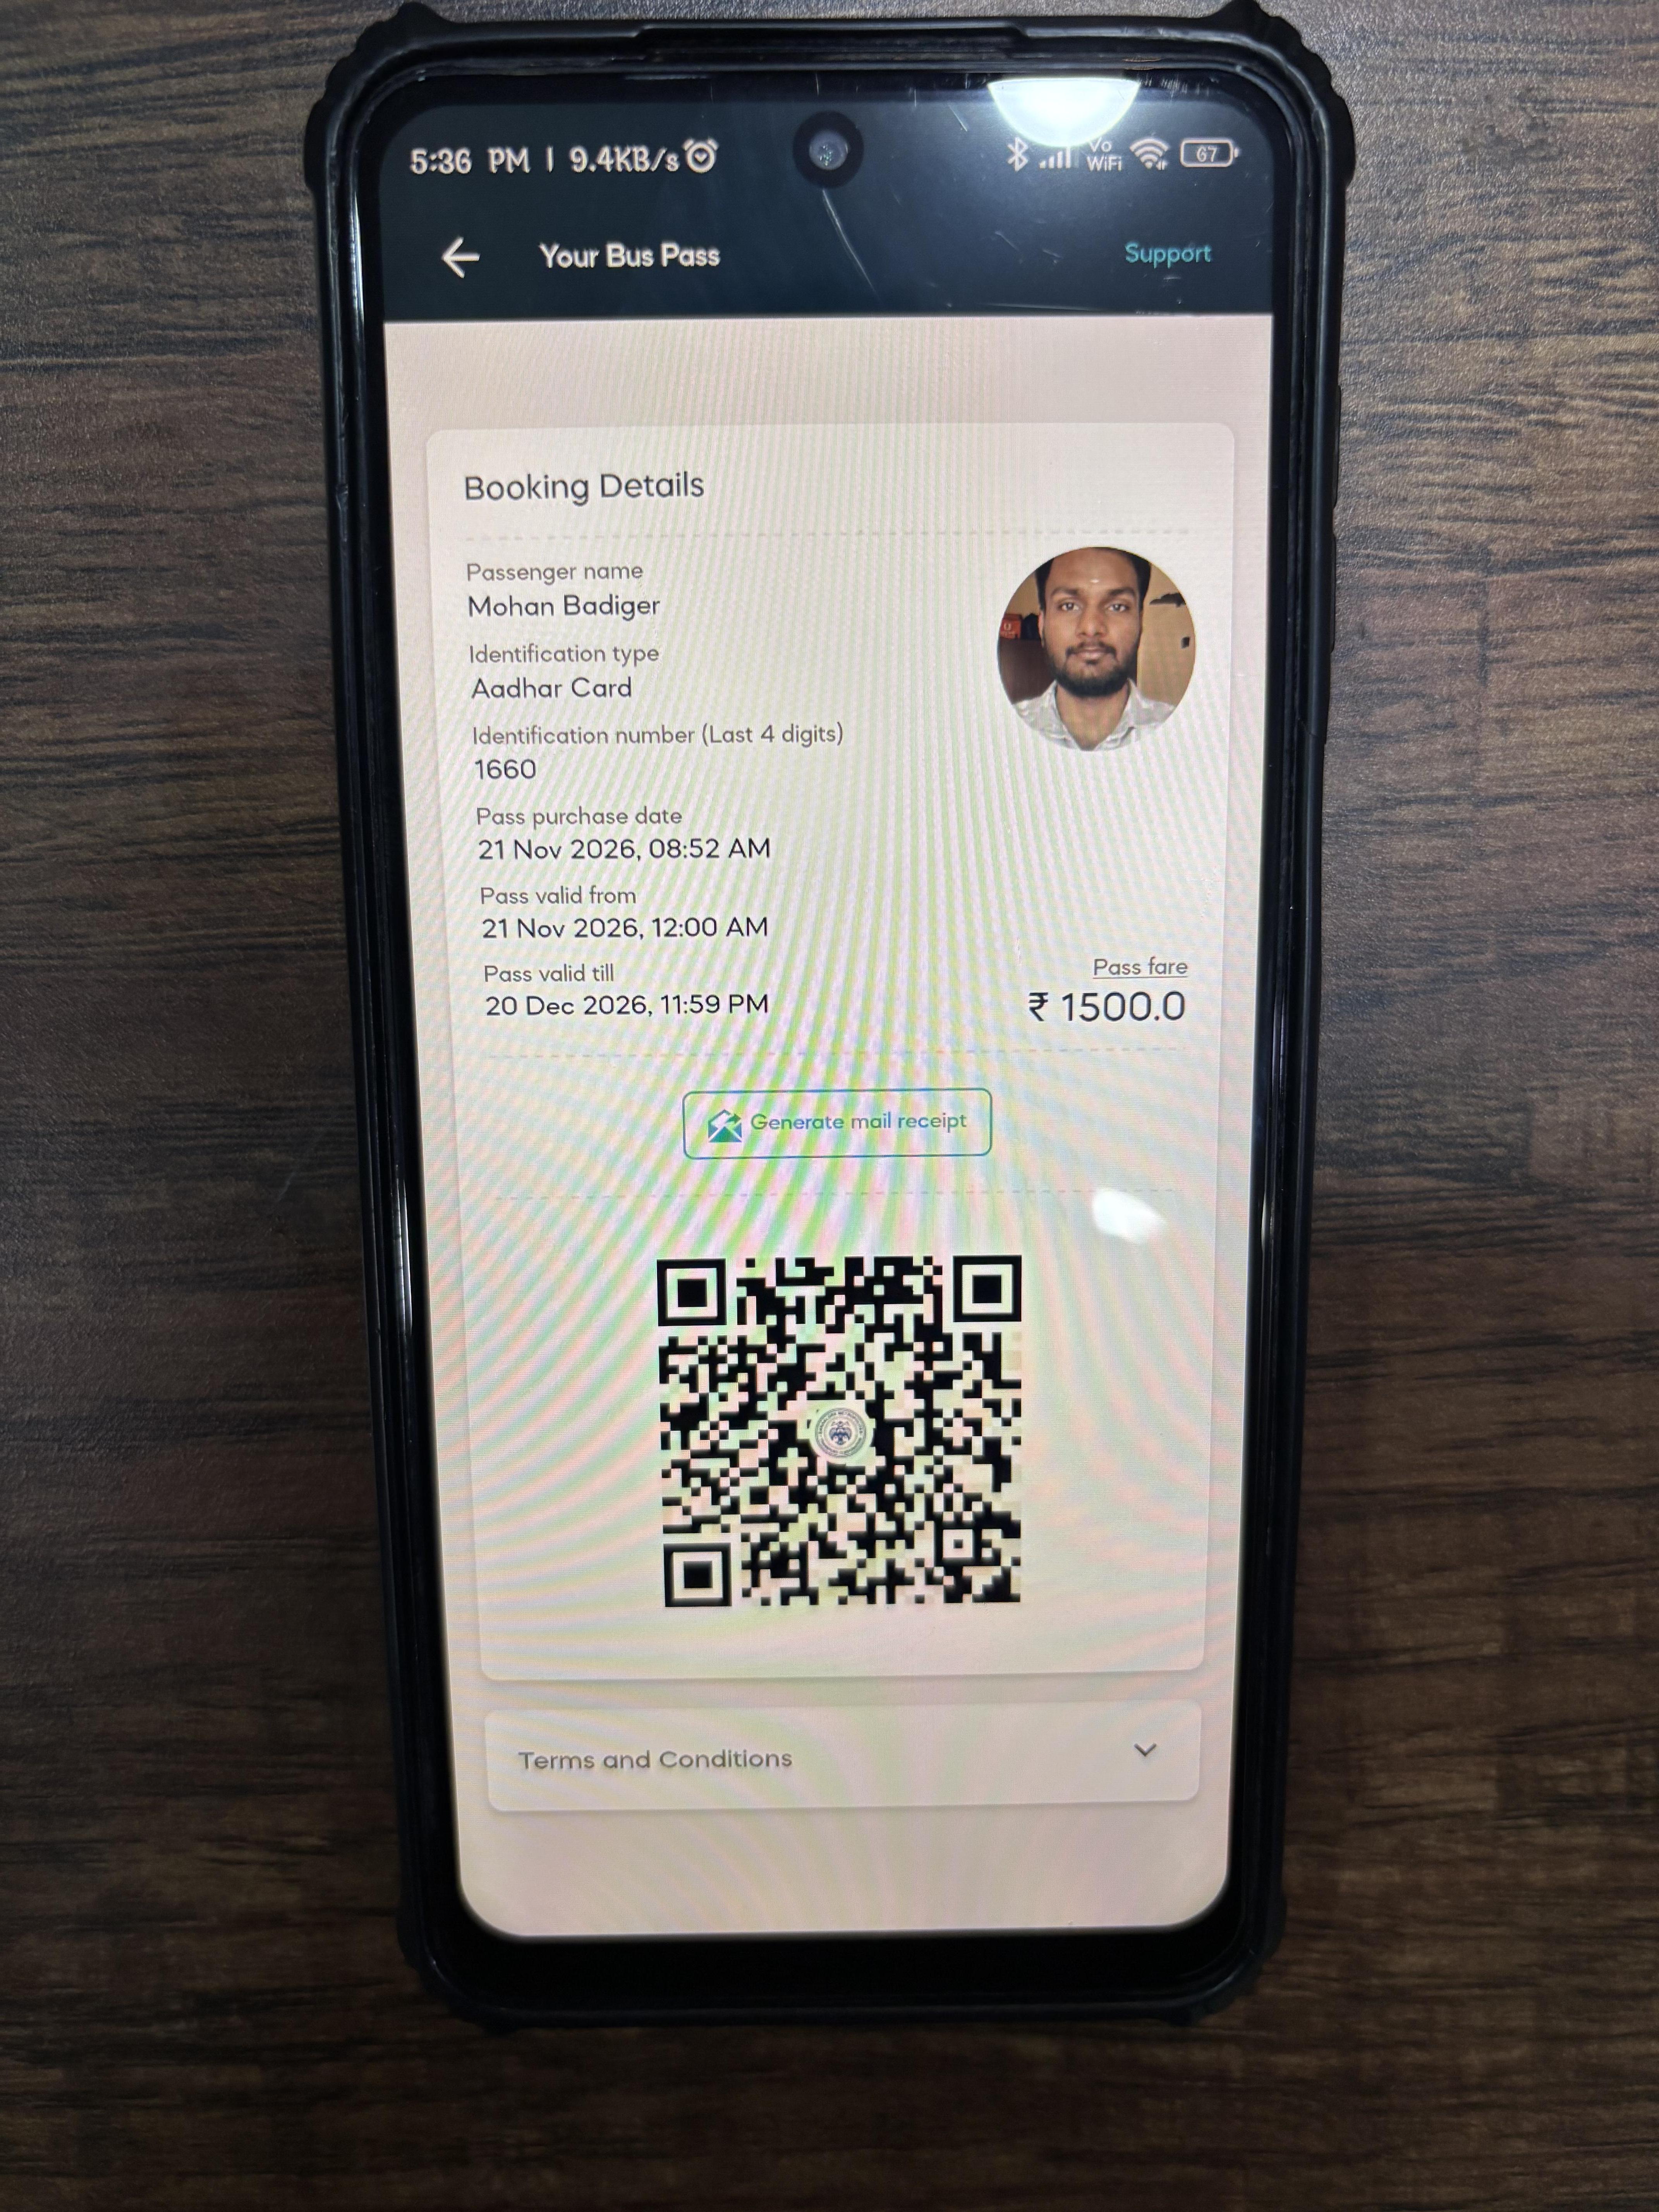 5:36 PM | 9.4KB/s
Vo WiFi
67
Your Bus Pass
Support
Booking Details
Passenger name
Mohan Badiger
Identification type
Aadhar Card
Identification number (Last 4 digits)
1660
Pass purchase date
21 Nov 2026, 08:52 AM
Pass valid from
21 Nov 2026, 12:00 AM
Pass valid till
20 Dec 2026, 11:59 PM
Pass fare
₹ 1500.0
Generate mail receipt
Terms and Conditions